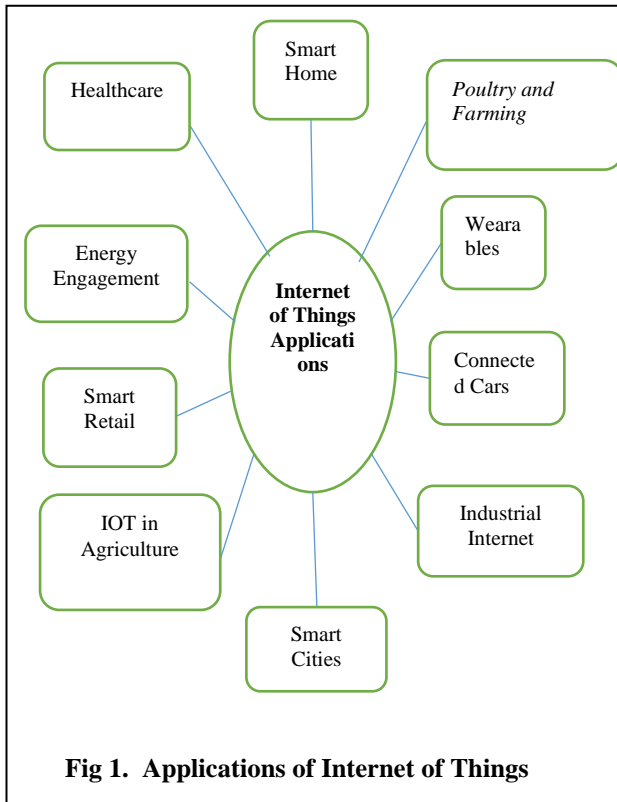 Smart
Home
Healthcare
Poultry and
Farming
Weara
bles
Energy
Engagement
Internet
of Things
Applicati
ons
Connecte
d Cars
Smart
Retail
IOT in
Agriculture
Industrial
Internet
Smart
Cities
Fig 1. Applications of Internet of Things